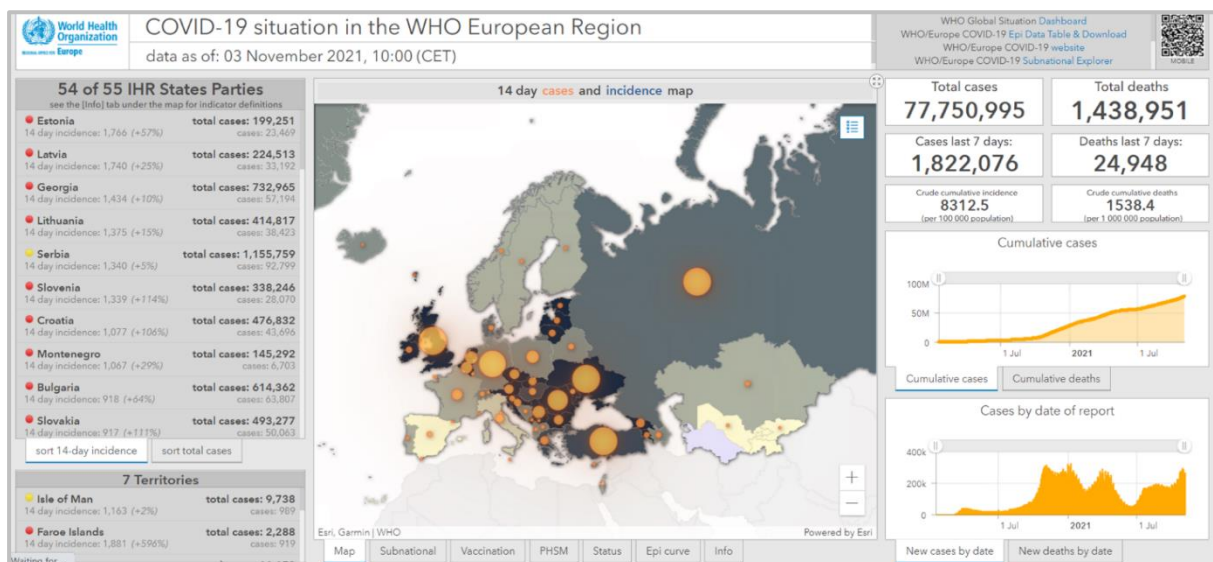 World Health
Organization
REGIONAL OFFICE FOR Europe
COVID-19 situation in the WHO European Region
data as of: 03 November 2021, 10:00 (CET)
WHO Global Situation Dashboard
WHO/Europe COVID-19 Epi Data Table & Download
WHO/Europe COVID-19 website
WHO/Europe COVID-19 Subnational Explorer
MOBILE
54 of 55 IHR States Parties
see the [Info] tab under the map for indicator definitions
Estonia total cases: 199,251
14 day incidence: 1,766 (+57%) cases: 23,469
Latvia total cases: 224,513
14 day incidence: 1,740 (+25%) cases: 33,192
Georgia total cases: 732,965
14 day incidence: 1,434 (+10%) cases: 57,194
Lithuania total cases: 414,817
14 day incidence: 1,375 (+15%) cases: 38,423
Serbia total cases: 1,155,759
14 day incidence: 1,340 (+5%) cases: 92,799
Slovenia total cases: 338,246
14 day incidence: 1,339 (+114%) cases: 28,070
Croatia total cases: 476,832
14 day incidence: 1,077 (+106%) cases: 43,696
Montenegro total cases: 145,292
14 day incidence: 1,067 (+29%) cases: 6,703
Bulgaria total cases: 614,362
14 day incidence: 918 (+64%) cases: 63,807
Slovakia total cases: 493,277
14 day incidence: 917 (+111%) cases: 50,063
sort 14-day incidence sort total cases
7 Territories
Isle of Man total cases: 9,738
14 day incidence: 1,163 (+2%) cases: 989
Faroe Islands total cases: 2,288
14 day incidence: 1,881 (+596%) cases: 919
Waiting for
14 day cases and incidence map
+
−
Esri, Garmin | WHO Powered by Esri
Map Subnational Vaccination PHSM Status Epi curve Info
Total cases
77,750,995
Total deaths
1,438,951
Cases last 7 days:
1,822,076
Deaths last 7 days:
24,948
Crude cumulative incidence
8312.5
(per 100 000 population)
Crude cumulative deaths
1538.4
(per 1 000 000 population)
Cumulative cases
100M
50M
0
1 Jul 2021 1 Jul
Cumulative cases Cumulative deaths
Cases by date of report
400k
200k
0
1 Jul 2021 1 Jul
New cases by date New deaths by date